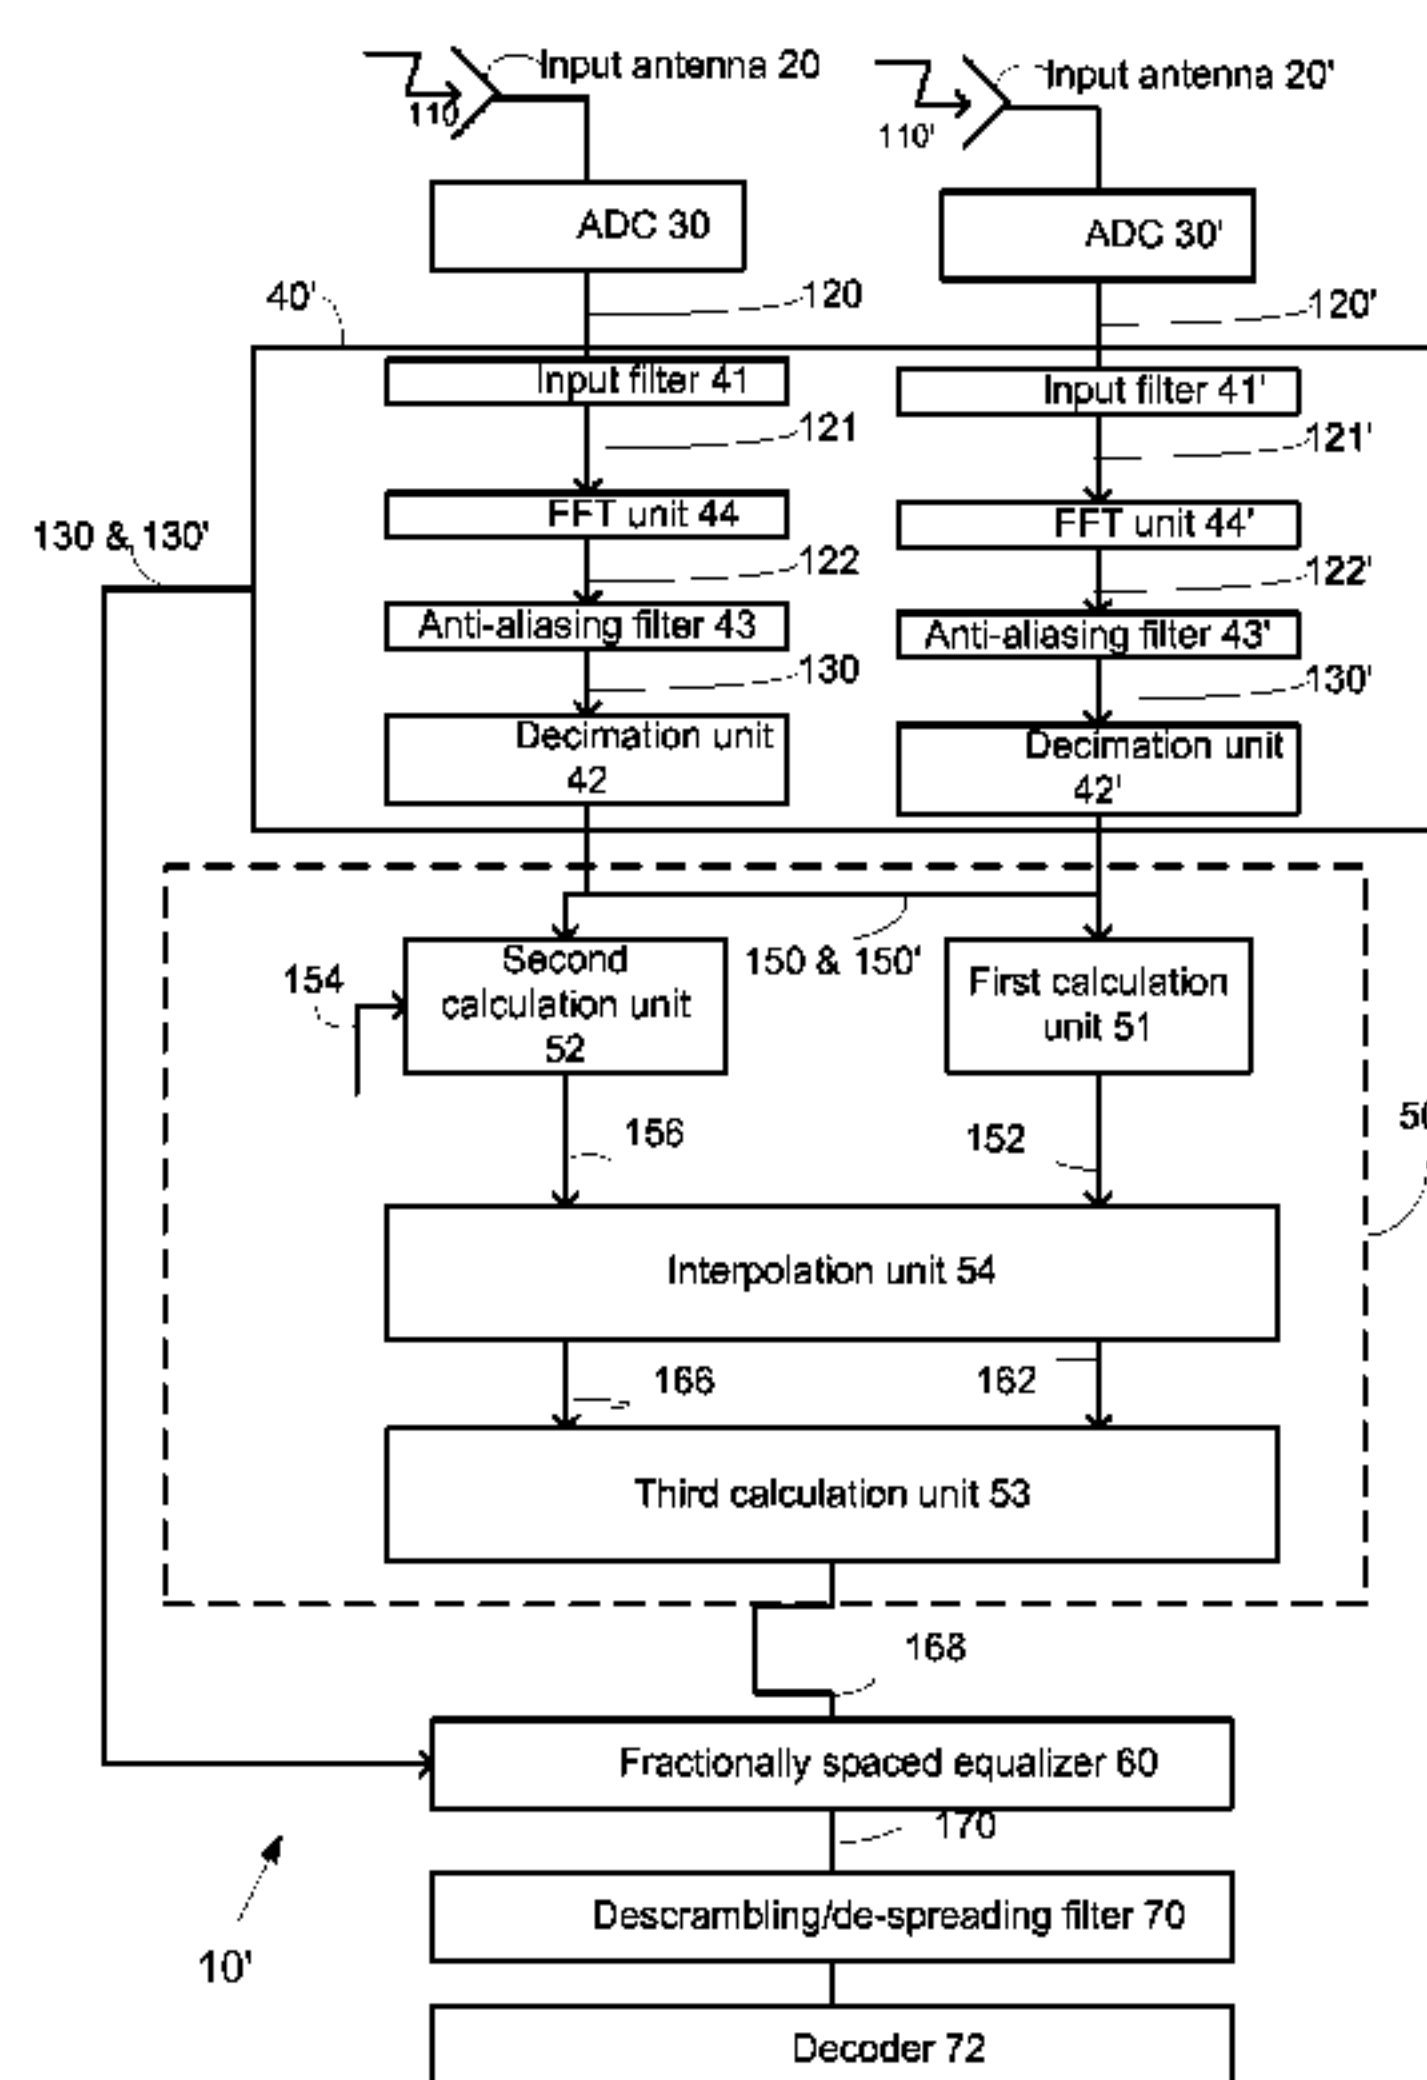 Input antenna 20
Input antenna 20'
110
110'
ADC 30
ADC 30'
40'
120
120'
Input filter 41
Input filter 41'
121
121'
FFT unit 44
FFT unit 44'
130 & 130'
122
122'
Anti-aliasing filter 43
Anti-aliasing filter 43'
130
130'
Decimation unit
42
Decimation unit
42'
150 & 150'
154
Second
calculation unit
52
First calculation
unit 51
156
152
Interpolation unit 54
166
162
Third calculation unit 53
168
Fractionally spaced equalizer 60
170
Descrambling/de-spreading filter 70
10'
Decoder 72